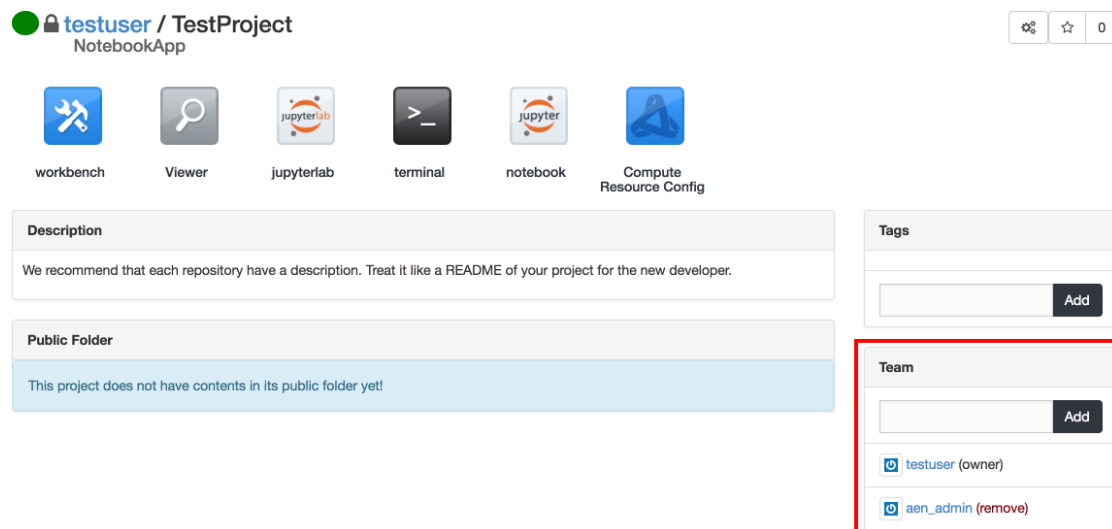 testuser / TestProject
NotebookApp
0
jupyterlab
>_
jupyter
workbench
Viewer
jupyterlab
terminal
notebook
Compute
Resource Config
Description
We recommend that each repository have a description. Treat it like a README of your project for the new developer.
Public Folder
This project does not have contents in its public folder yet!
Tags
Add
Team
Add
testuser (owner)
aen_admin (remove)